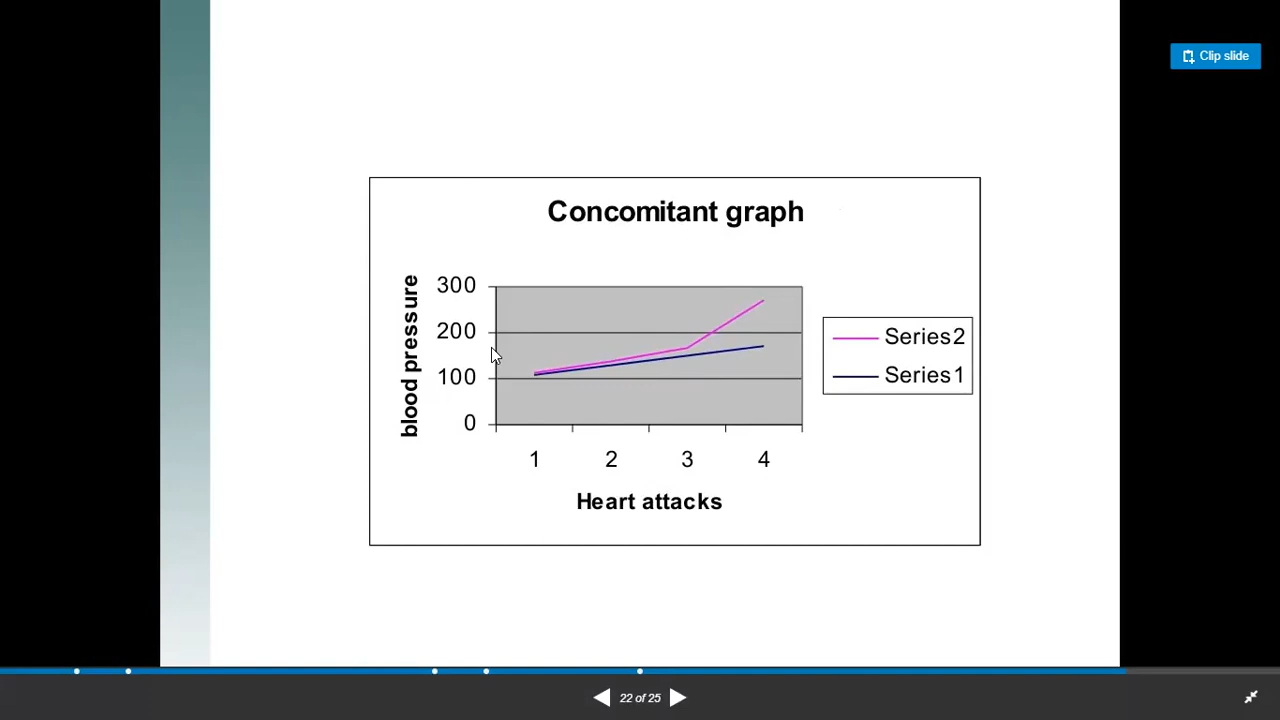 Clip slide
Concomitant graph
blood pressure
300
200
100
0
1 2 3 4
Heart attacks
Series2
Series1
22 of 25